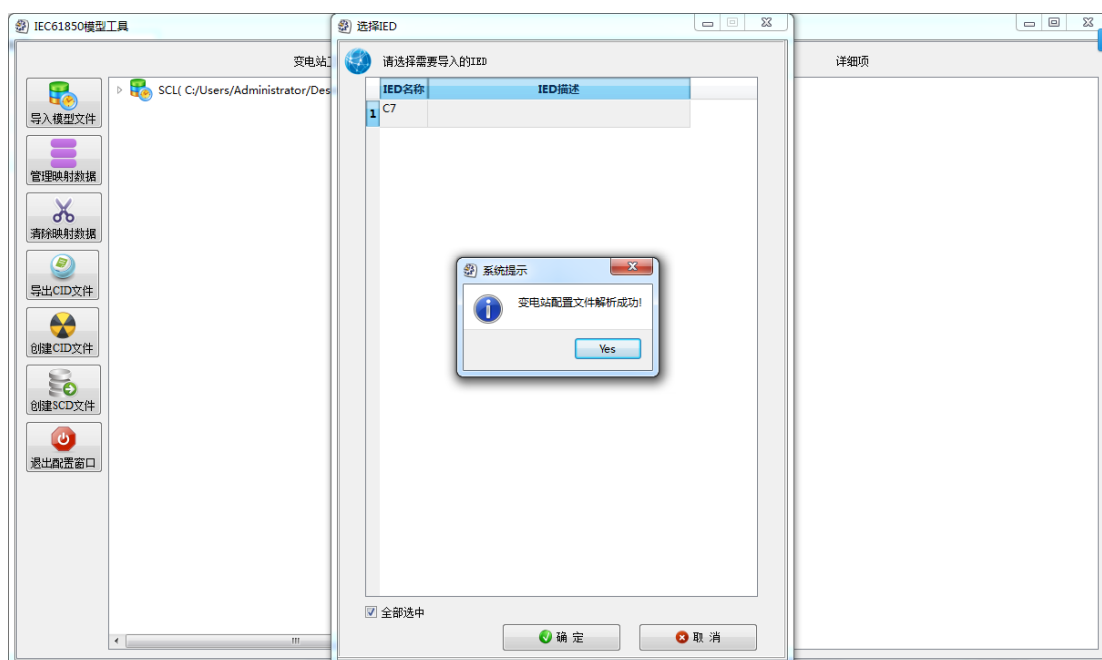 IEC61850模型工具
选择IED
变电站
请选择需要导入的IED
详细项
SCL( C:/Users/Administrator/Des
IED名称 IED描述
1 C7
导入模型文件
管理映射数据
清除映射数据
导出CID文件
创建CID文件
创建SCD文件
退出配置窗口
系统提示
变电站配置文件解析成功!
Yes
全部选中
确 定
取 消